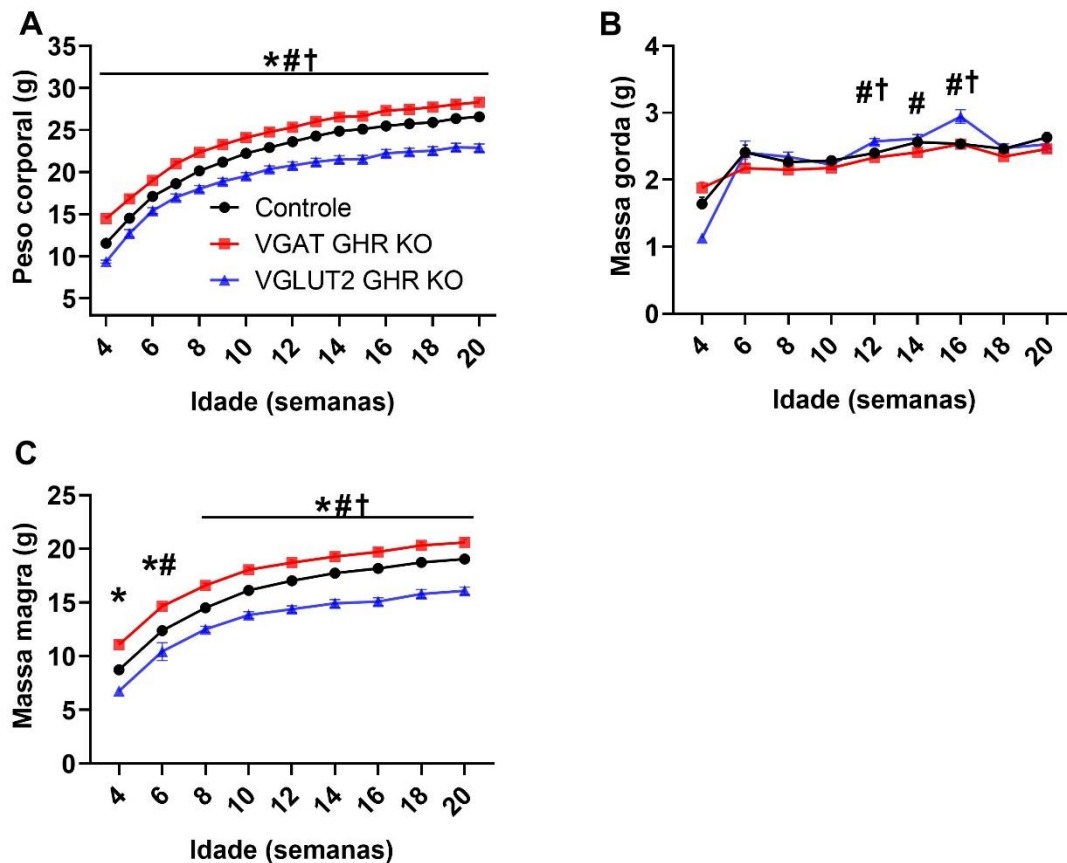 A
Peso corporal (g)
35
30
25
20
15
10
5
*#†
Controle
VGAT GHR KO
VGLUT2 GHR KO
4 6 8 10 12 14 16 18 20
Idade (semanas)
B
Massa gorda (g)
4
3
2
1
0
#† # #†
4 6 8 10 12 14 16 18 20
Idade (semanas)
C
Massa magra (g)
25
20
15
10
5
0
*
*#
*#†
4 6 8 10 12 14 16 18 20
Idade (semanas)